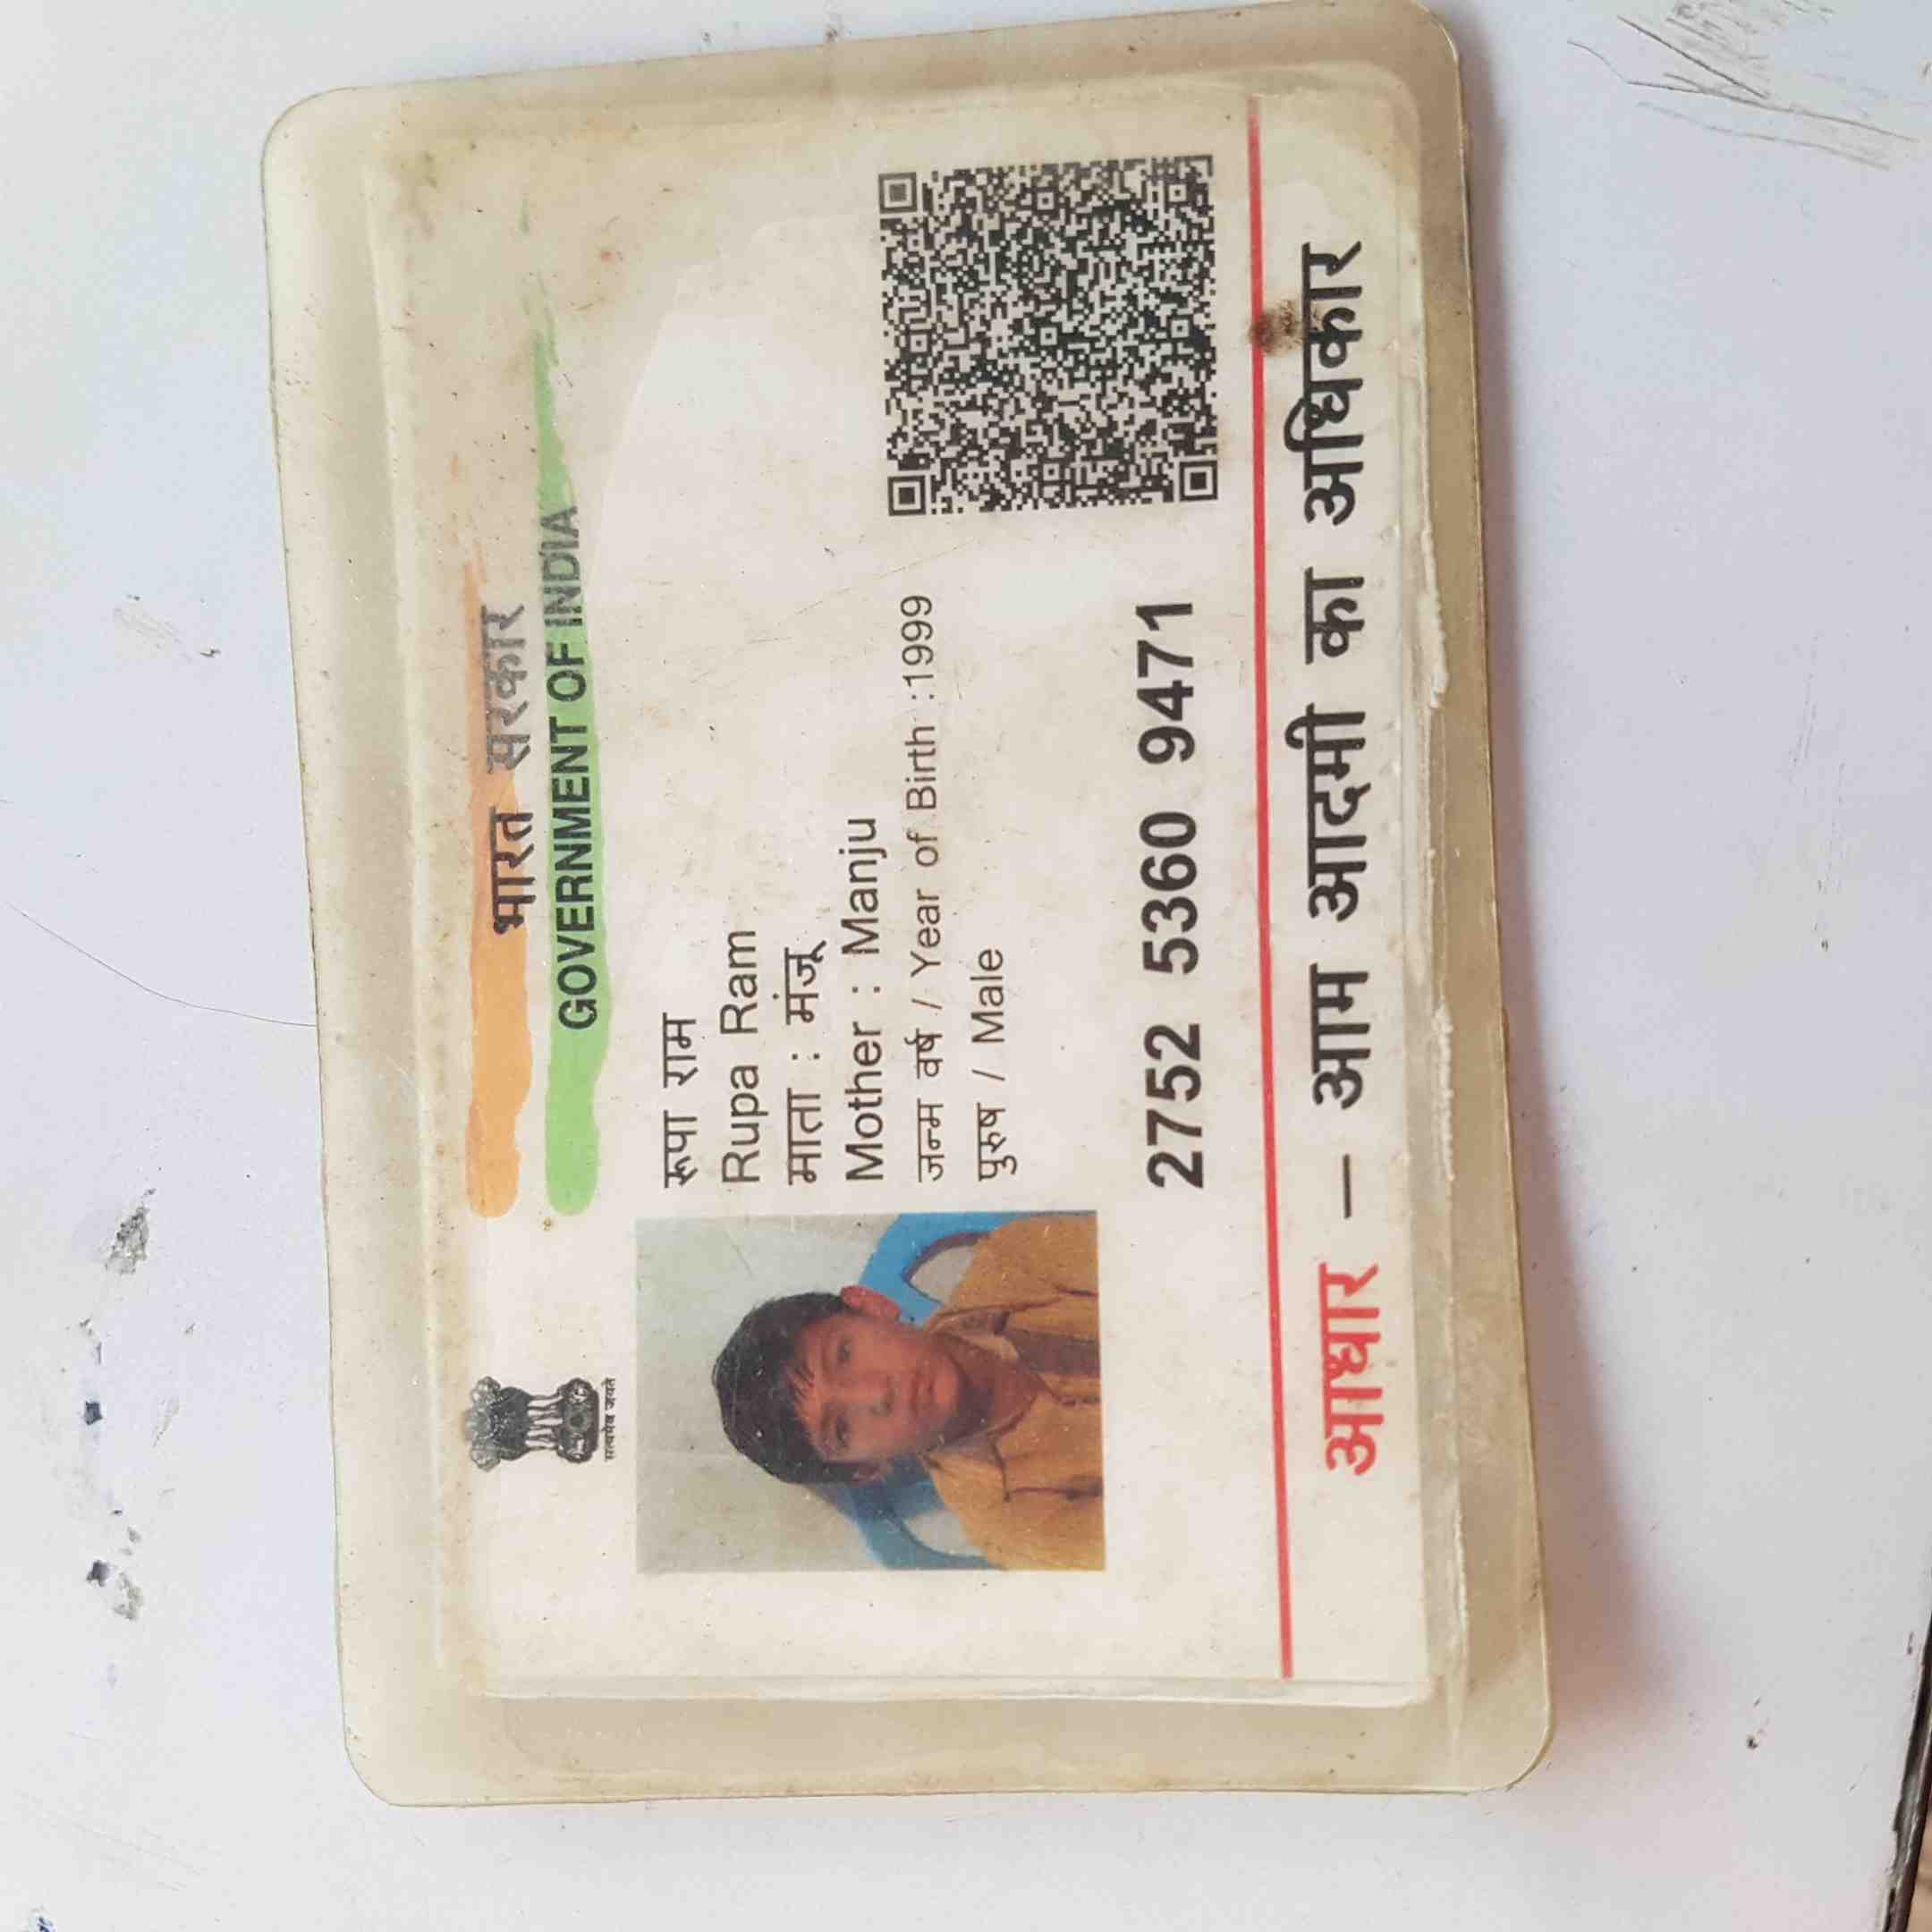 भारत सरकार
GOVERNMENT OF INDIA
सत्यमेव जयते
रूपा राम
Rupa Ram
माता : मंजू
Mother : Manju
जन्म वर्ष / Year of Birth :1999
पुरुष / Male
2752 5360 9471
आधार – आम आदमी का अधिकार